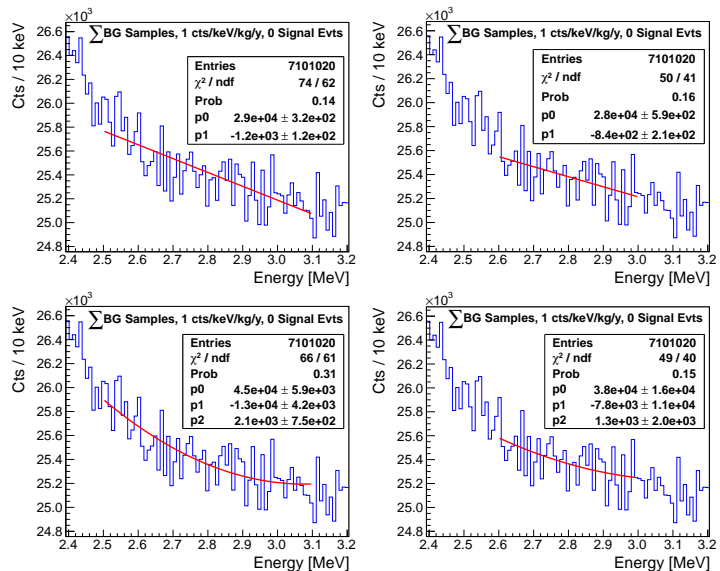 ×10³
∑BG Samples, 1 cts/keV/kg/y, 0 Signal Evts
Entries 7101020
χ² / ndf 74 / 62
Prob 0.14
p0 2.9e+04 ± 3.2e+02
p1 -1.2e+03 ± 1.2e+02
Cts / 10 keV
26.6
26.4
26.2
26
25.8
25.6
25.4
25.2
25
24.8
2.4 2.5 2.6 2.7 2.8 2.9 3.0 3.1 3.2
Energy [MeV]
×10³
∑BG Samples, 1 cts/keV/kg/y, 0 Signal Evts
Entries 7101020
χ² / ndf 50 / 41
Prob 0.16
p0 2.8e+04 ± 5.9e+02
p1 -8.4e+02 ± 2.1e+02
Cts / 10 keV
26.6
26.4
26.2
26.0
25.8
25.6
25.4
25.2
25.0
24.8
2.4 2.5 2.6 2.7 2.8 2.9 3.0 3.1 3.2
Energy [MeV]
×10³
∑BG Samples, 1 cts/keV/kg/y, 0 Signal Evts
Entries 7101020
χ² / ndf 66 / 61
Prob 0.31
p0 4.5e+04 ± 5.9e+03
p1 -1.3e+04 ± 4.2e+03
p2 2.1e+03 ± 7.5e+02
Cts / 10 keV
26.6
26.4
26.2
26.0
25.8
25.6
25.4
25.2
25.0
24.8
2.4 2.5 2.6 2.7 2.8 2.9 3.0 3.1 3.2
Energy [MeV]
×10³
∑BG Samples, 1 cts/keV/kg/y, 0 Signal Evts
Entries 7101020
χ² / ndf 49 / 40
Prob 0.15
p0 3.8e+04 ± 1.6e+04
p1 -7.8e+03 ± 1.1e+04
p2 1.3e+03 ± 2.0e+03
Cts / 10 keV
26.6
26.4
26.2
26.0
25.8
25.6
25.4
25.2
25.0
24.8
2.4 2.5 2.6 2.7 2.8 2.9 3.0 3.1 3.2
Energy [MeV]